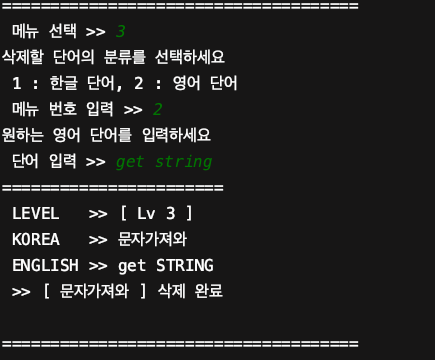 =====================================
메뉴 선택 >> 3
삭제할 단어의 분류를 선택하세요
1 : 한글 단어, 2 : 영어 단어
메뉴 번호 입력 >> 2
원하는 영어 단어를 입력하세요
단어 입력 >> get string
=======================
LEVEL   >> [ Lv 3 ]
KOREA   >> 문자가져와
ENGLISH >> get STRING
>> [ 문자가져와 ] 삭제 완료
=====================================